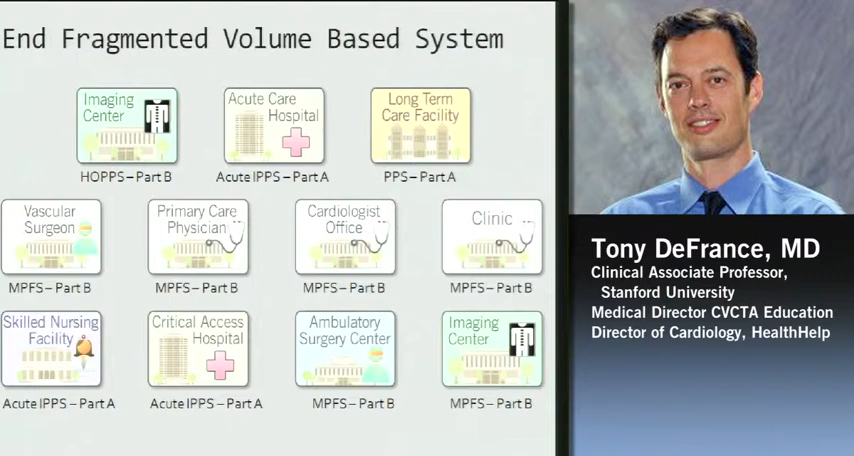 End Fragmented Volume Based System
Imaging
Center
HOPPS – Part B
Acute Care
Hospital
Acute IPPS – Part A
Long Term
Care Facility
PPS – Part A
Vascular
Surgeon
MPFS – Part B
Primary Care
Physician
MPFS – Part B
Cardiologist
Office
MPFS – Part B
Clinic
MPFS – Part B
Skilled Nursing
Facility
Acute IPPS – Part A
Critical Access
Hospital
Acute IPPS – Part A
Ambulatory
Surgery Center
MPFS – Part B
Imaging
Center
MPFS – Part B
Tony DeFrance, MD
Clinical Associate Professor,
Stanford University
Medical Director CVCTA Education
Director of Cardiology, HealthHelp